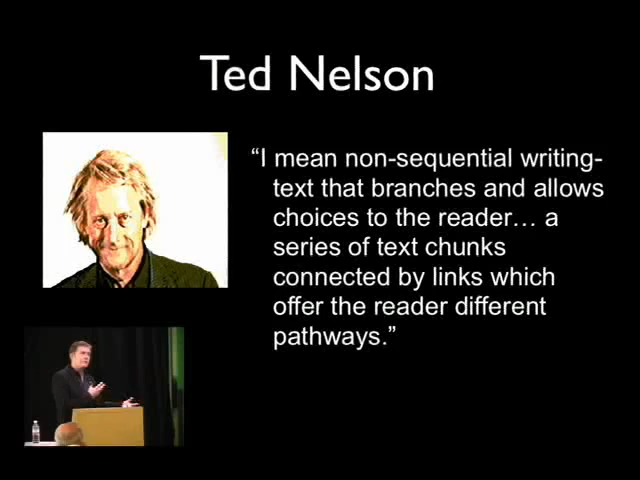 Ted Nelson
“I mean non-sequential writing-
text that branches and allows
choices to the reader… a
series of text chunks
connected by links which
offer the reader different
pathways.”